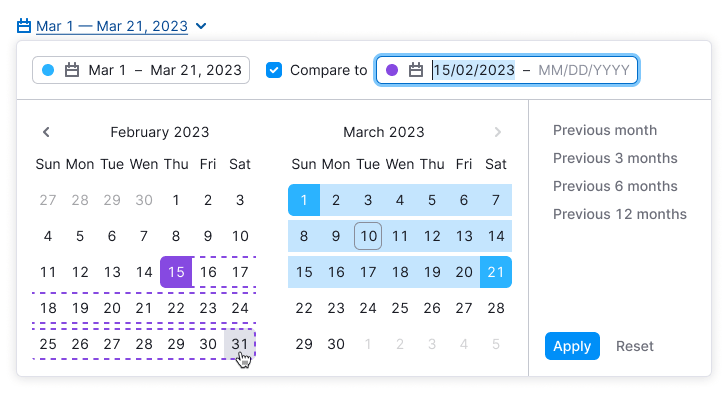 Mar 1 — Mar 21, 2023
Mar 1 – Mar 21, 2023 Compare to 15/02/2023 – MM/DD/YYYY
February 2023
Sun Mon Tue Wen Thu Fri Sat
27 28 29 30 1 2 3
4 5 6 7 8 9 10
11 12 13 14 15 16 17
18 19 20 21 22 23 24
25 26 27 28 29 30 31
March 2023
Sun Mon Tue Wen Thu Fri Sat
1 2 3 4 5 6 7
8 9 10 11 12 13 14
15 16 17 18 19 20 21
22 23 24 25 26 27 28
29 30 1 2 3 4 5
Previous month
Previous 3 months
Previous 6 months
Previous 12 months
Apply Reset